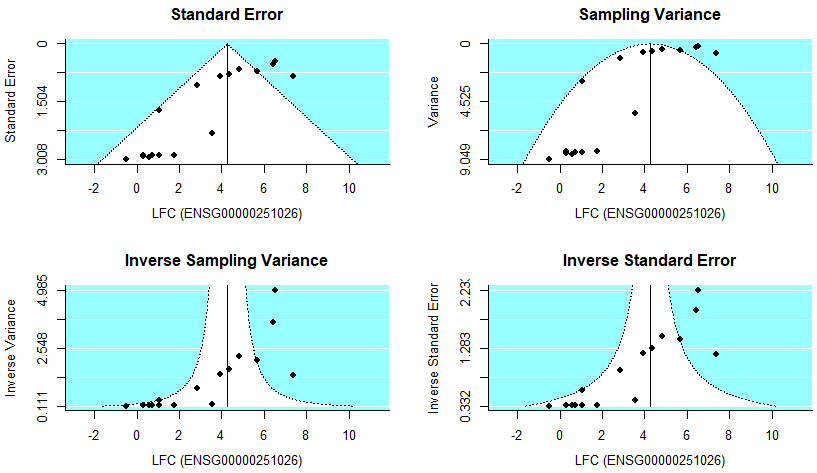 Standard Error
Standard Error
0
1.504
3.008
-2 0 2 4 6 8 10
LFC (ENSG00000251026)
Sampling Variance
Variance
0
4.525
9.049
-2 0 2 4 6 8 10
LFC (ENSG00000251026)
Inverse Sampling Variance
Inverse Variance
4.985
2.548
0.111
-2 0 2 4 6 8 10
LFC (ENSG00000251026)
Inverse Standard Error
Inverse Standard Error
1.283
0.332
-2 0 2 4 6 8 10
LFC (ENSG00000251026)